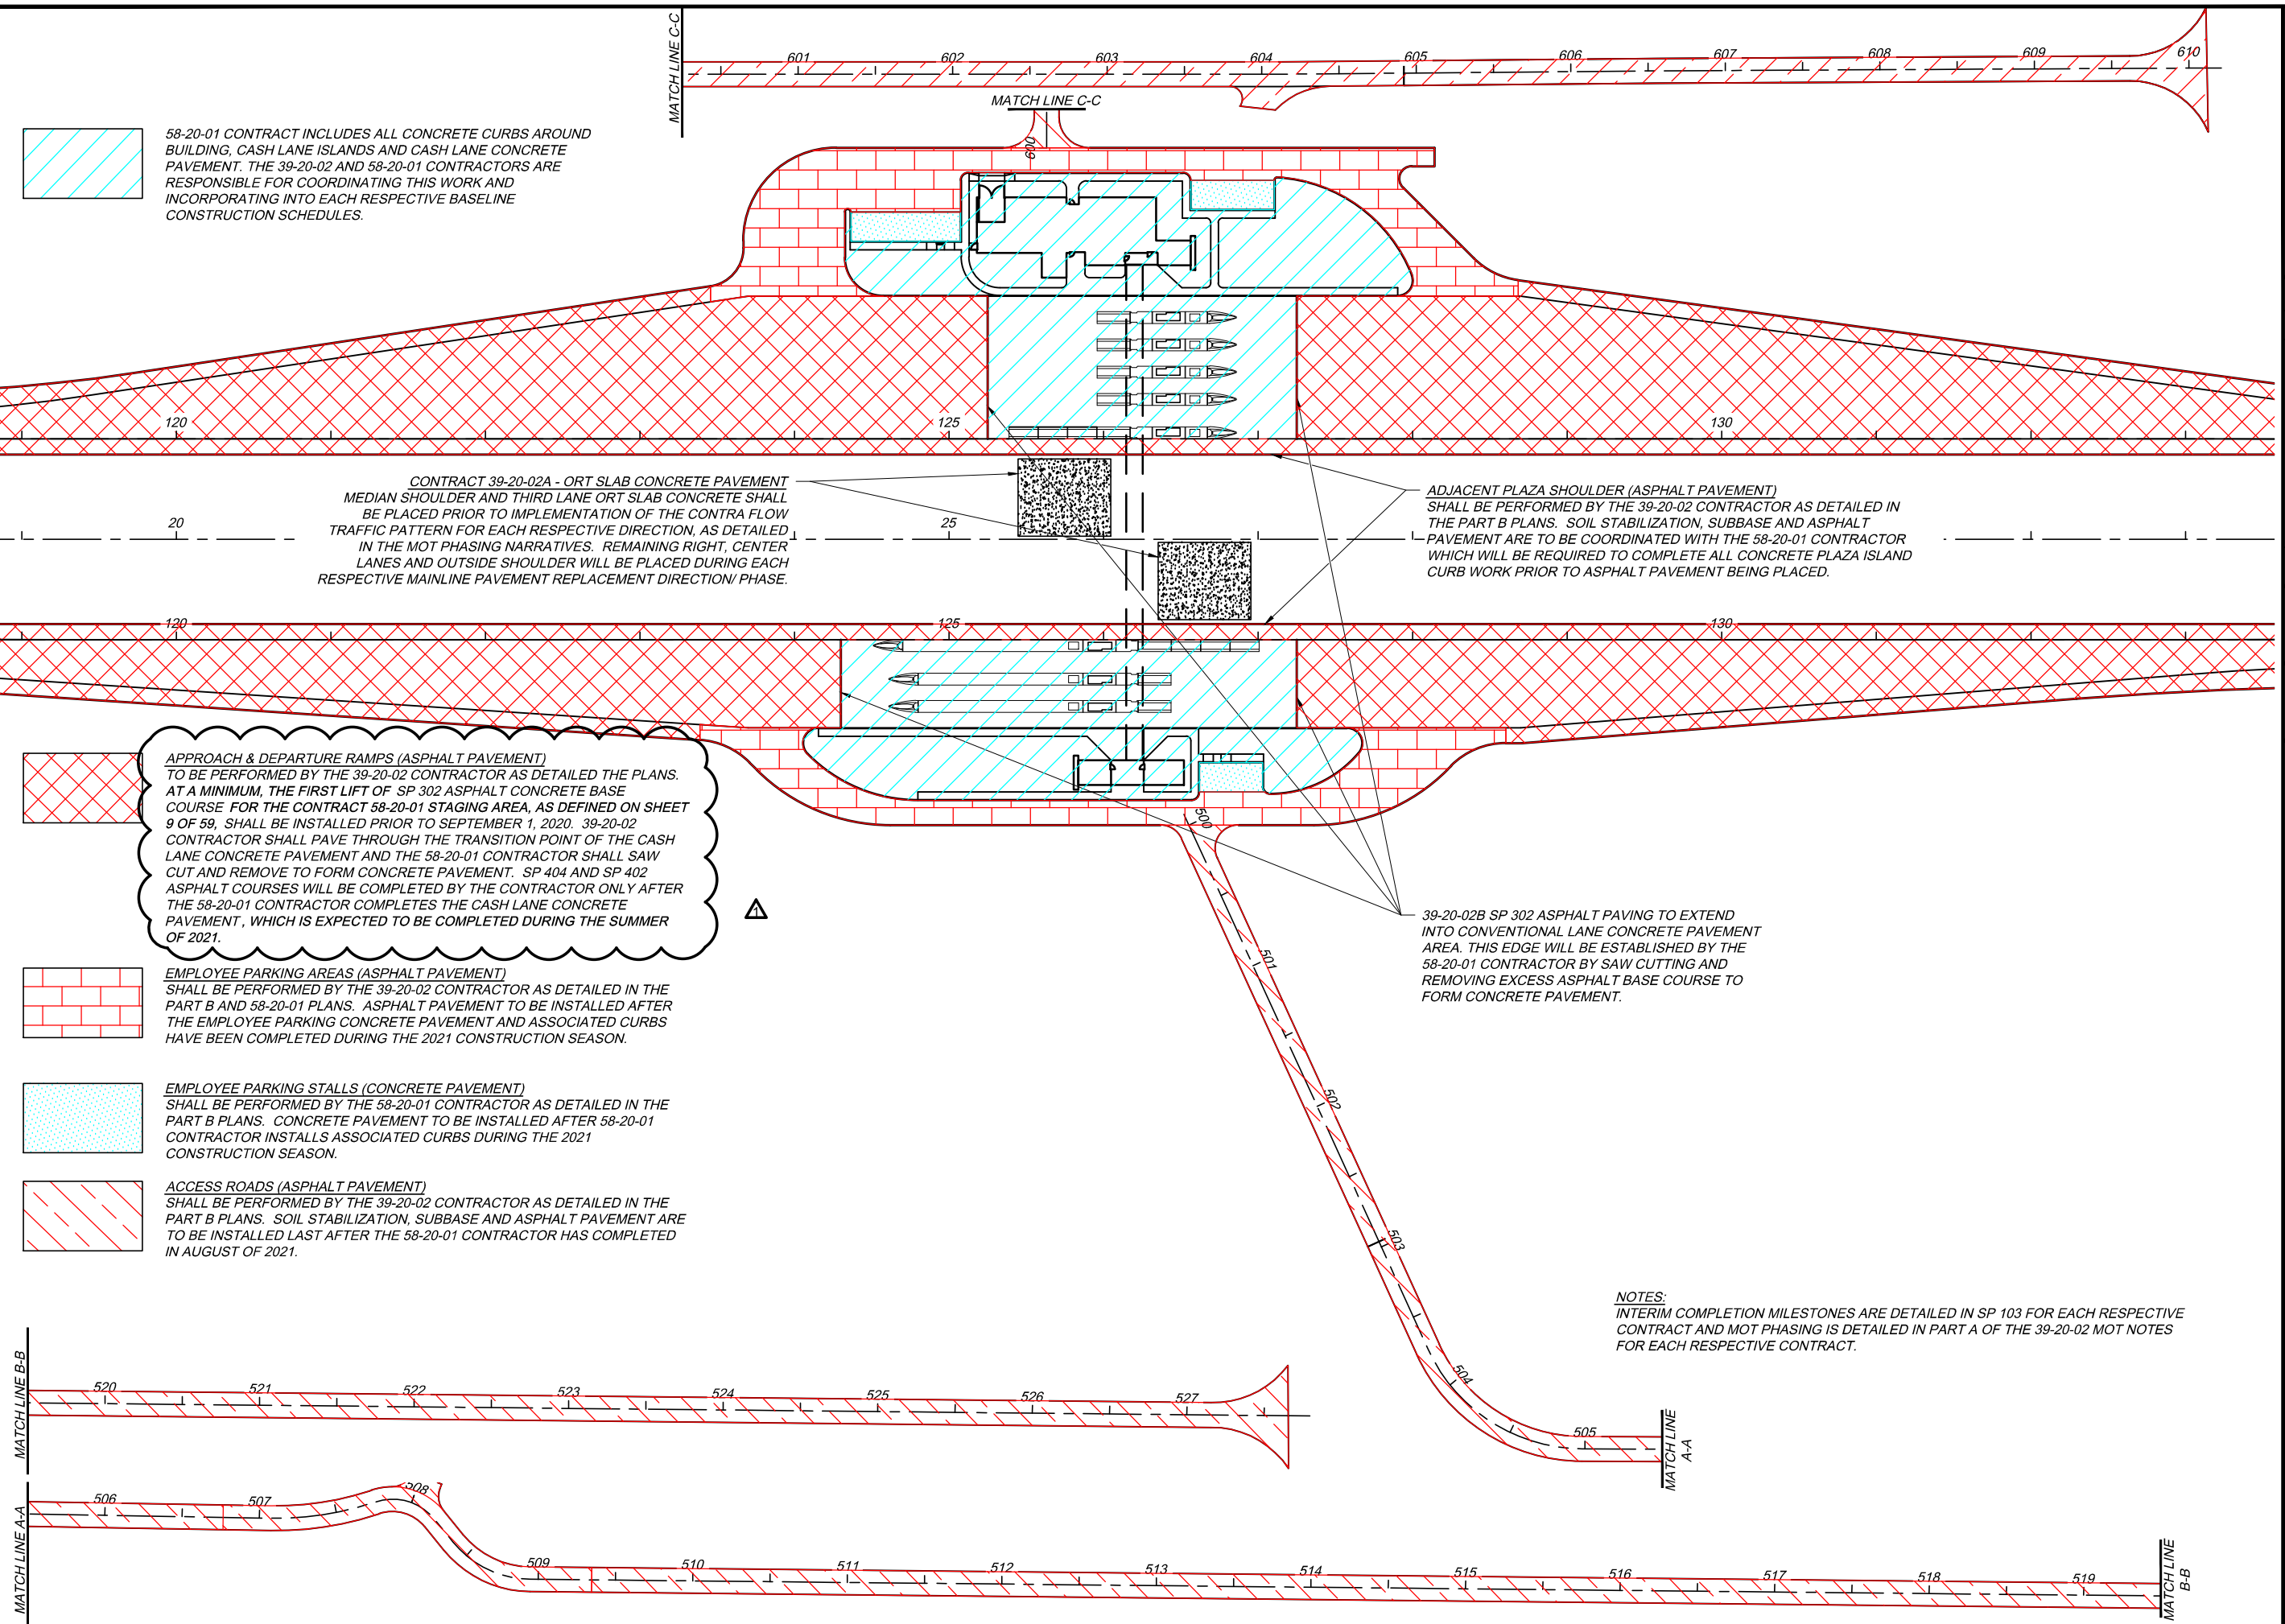 MATCH LINE C-C
601
602
603
604
605
606
607
608
609
610
MATCH LINE C-C
600
58-20-01 CONTRACT INCLUDES ALL CONCRETE CURBS AROUND
BUILDING, CASH LANE ISLANDS AND CASH LANE CONCRETE
PAVEMENT. THE 39-20-02 AND 58-20-01 CONTRACTORS ARE
RESPONSIBLE FOR COORDINATING THIS WORK AND
INCORPORATING INTO EACH RESPECTIVE BASELINE
CONSTRUCTION SCHEDULES.
120
125
130
CONTRACT 39-20-02A - ORT SLAB CONCRETE PAVEMENT
MEDIAN SHOULDER AND THIRD LANE ORT SLAB CONCRETE SHALL
BE PLACED PRIOR TO IMPLEMENTATION OF THE CONTRA FLOW
TRAFFIC PATTERN FOR EACH RESPECTIVE DIRECTION, AS DETAILED
IN THE MOT PHASING NARRATIVES. REMAINING RIGHT, CENTER
LANES AND OUTSIDE SHOULDER WILL BE PLACED DURING EACH
RESPECTIVE MAINLINE PAVEMENT REPLACEMENT DIRECTION/ PHASE.
ADJACENT PLAZA SHOULDER (ASPHALT PAVEMENT)
SHALL BE PERFORMED BY THE 39-20-02 CONTRACTOR AS DETAILED IN
THE PART B PLANS. SOIL STABILIZATION, SUBBASE AND ASPHALT
PAVEMENT ARE TO BE COORDINATED WITH THE 58-20-01 CONTRACTOR
WHICH WILL BE REQUIRED TO COMPLETE ALL CONCRETE PLAZA ISLAND
CURB WORK PRIOR TO ASPHALT PAVEMENT BEING PLACED.
20
25
120
125
130
APPROACH & DEPARTURE RAMPS (ASPHALT PAVEMENT)
TO BE PERFORMED BY THE 39-20-02 CONTRACTOR AS DETAILED THE PLANS.
AT A MINIMUM, THE FIRST LIFT OF SP 302 ASPHALT CONCRETE BASE
COURSE FOR THE CONTRACT 58-20-01 STAGING AREA, AS DEFINED ON SHEET
9 OF 59, SHALL BE INSTALLED PRIOR TO SEPTEMBER 1, 2020. 39-20-02
CONTRACTOR SHALL PAVE THROUGH THE TRANSITION POINT OF THE CASH
LANE CONCRETE PAVEMENT AND THE 58-20-01 CONTRACTOR SHALL SAW
CUT AND REMOVE TO FORM CONCRETE PAVEMENT. SP 404 AND SP 402
ASPHALT COURSES WILL BE COMPLETED BY THE CONTRACTOR ONLY AFTER
THE 58-20-01 CONTRACTOR COMPLETES THE CASH LANE CONCRETE
PAVEMENT , WHICH IS EXPECTED TO BE COMPLETED DURING THE SUMMER
OF 2021.
1
EMPLOYEE PARKING AREAS (ASPHALT PAVEMENT)
SHALL BE PERFORMED BY THE 39-20-02 CONTRACTOR AS DETAILED IN THE
PART B AND 58-20-01 PLANS. ASPHALT PAVEMENT TO BE INSTALLED AFTER
THE EMPLOYEE PARKING CONCRETE PAVEMENT AND ASSOCIATED CURBS
HAVE BEEN COMPLETED DURING THE 2021 CONSTRUCTION SEASON.
EMPLOYEE PARKING STALLS (CONCRETE PAVEMENT)
SHALL BE PERFORMED BY THE 58-20-01 CONTRACTOR AS DETAILED IN THE
PART B PLANS. CONCRETE PAVEMENT TO BE INSTALLED AFTER 58-20-01
CONTRACTOR INSTALLS ASSOCIATED CURBS DURING THE 2021
CONSTRUCTION SEASON.
ACCESS ROADS (ASPHALT PAVEMENT)
SHALL BE PERFORMED BY THE 39-20-02 CONTRACTOR AS DETAILED IN THE
PART B PLANS. SOIL STABILIZATION, SUBBASE AND ASPHALT PAVEMENT ARE
TO BE INSTALLED LAST AFTER THE 58-20-01 CONTRACTOR HAS COMPLETED
IN AUGUST OF 2021.
39-20-02B SP 302 ASPHALT PAVING TO EXTEND
INTO CONVENTIONAL LANE CONCRETE PAVEMENT
AREA. THIS EDGE WILL BE ESTABLISHED BY THE
58-20-01 CONTRACTOR BY SAW CUTTING AND
REMOVING EXCESS ASPHALT BASE COURSE TO
FORM CONCRETE PAVEMENT.
500
501
502
503
504
505
MATCH LINE
A-A
NOTES:
INTERIM COMPLETION MILESTONES ARE DETAILED IN SP 103 FOR EACH RESPECTIVE
CONTRACT AND MOT PHASING IS DETAILED IN PART A OF THE 39-20-02 MOT NOTES
FOR EACH RESPECTIVE CONTRACT.
MATCH LINE B-B
520
521
522
523
524
525
526
527
MATCH LINE A-A
506
507
508
509
510
511
512
513
514
515
516
517
518
519
MATCH LINE
B-B